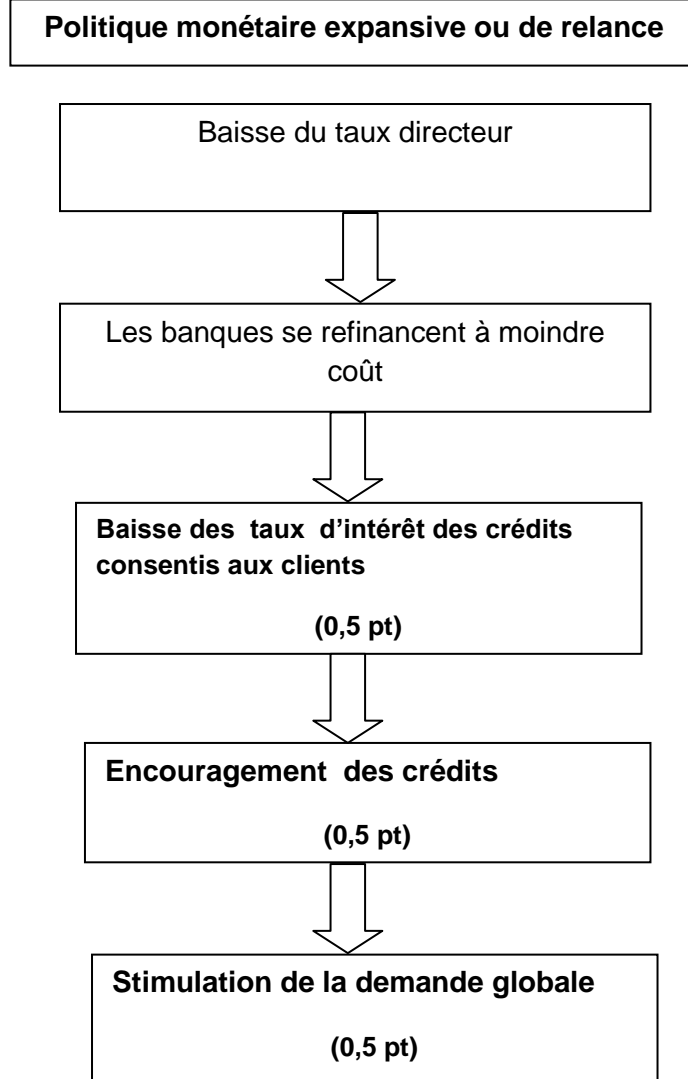 Politique monétaire expansive ou de relance
Baisse du taux directeur
Les banques se refinancent à moindre
coût
Baisse des taux d’intérêt des crédits
consentis aux clients
(0,5 pt)
Encouragement des crédits
(0,5 pt)
Stimulation de la demande globale
(0,5 pt)